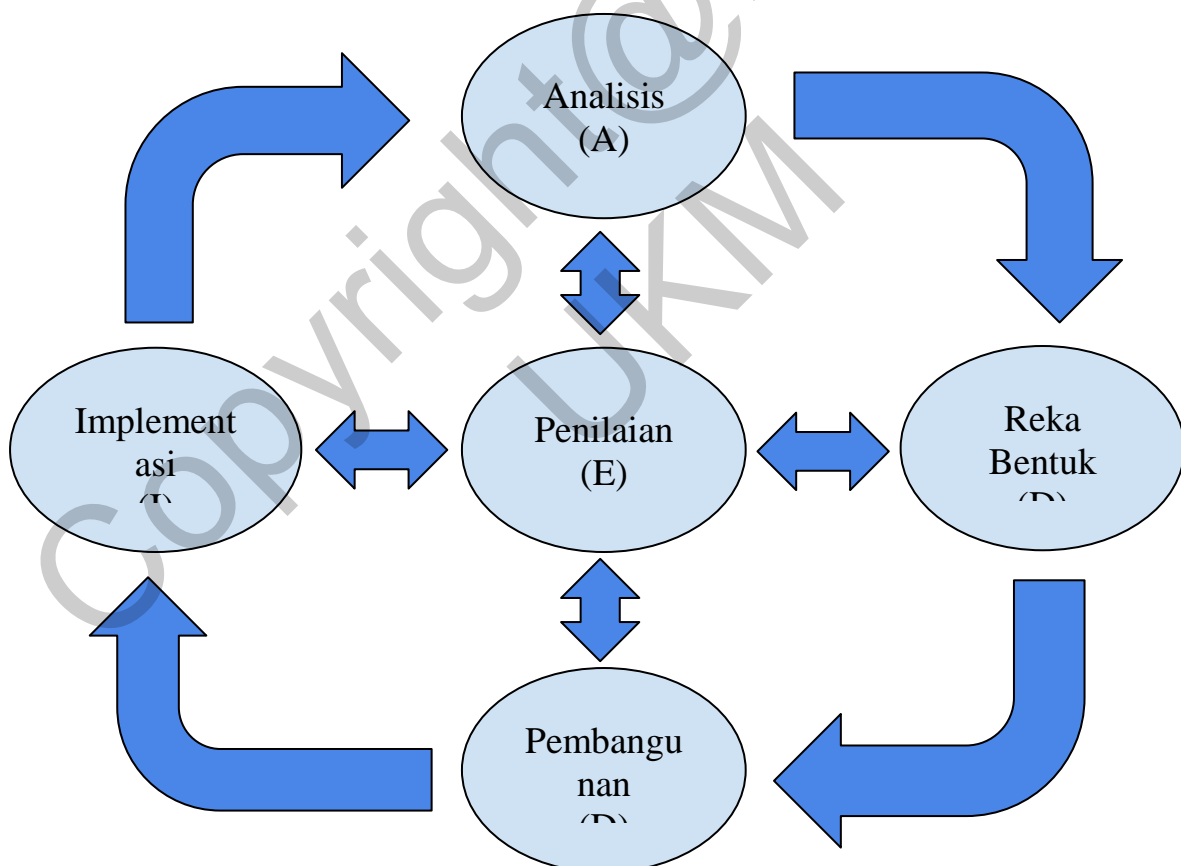 Analisis
(A)
Implement
asi
(I)
Penilaian
(E)
Reka
Bentuk
(D)
Pembangu
nan
(D)
Copyright@
UKM